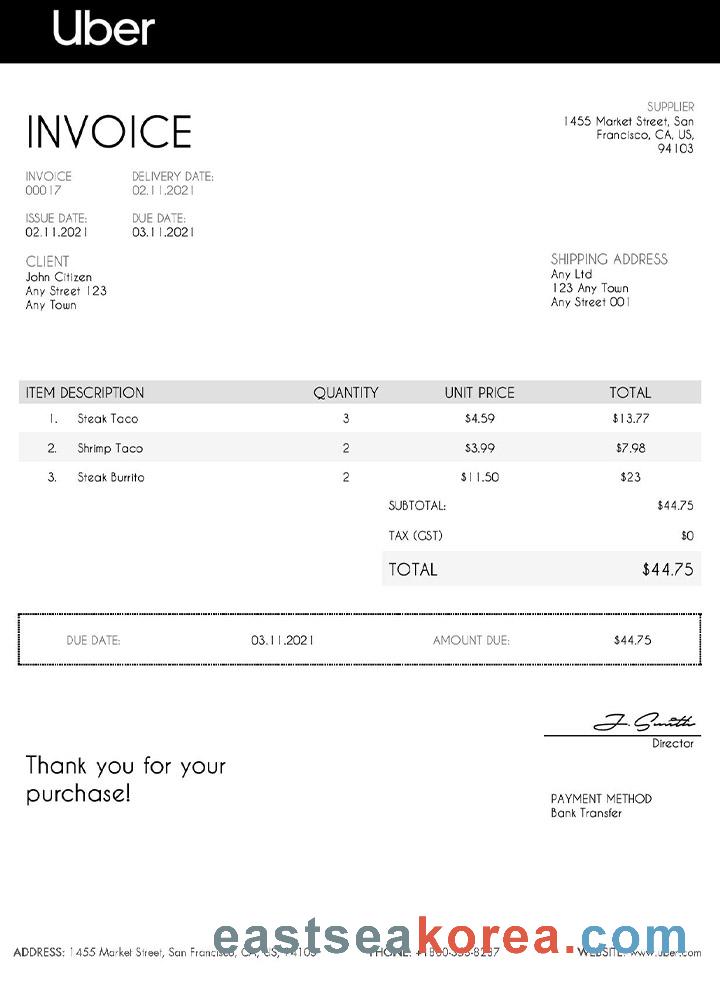 Uber
INVOICE
SUPPLIER
1455 Market Street, San
Francisco, CA, US,
94103
INVOICE DELIVERY DATE:
00017 02.11.2021
ISSUE DATE: DUE DATE:
02.11.2021 03.11.2021
CLIENT
John Citizen
Any Street 123
Any Town
SHIPPING ADDRESS
Any Ltd
123 Any Town
Any Street 001
ITEM DESCRIPTION QUANTITY UNIT PRICE TOTAL
1. Steak Taco 3 $4.59 $13.77
2. Shrimp Taco 2 $3.99 $7.98
3. Steak Burrito 2 $11.50 $23
SUBTOTAL: $44.75
TAX (GST) $0
TOTAL $44.75
DUE DATE: 03.11.2021 AMOUNT DUE: $44.75
J. Smith
Director
Thank you for your
purchase!
PAYMENT METHOD
Bank Transfer
eastseakorea.com
ADDRESS: 1455 Market Street, San Francisco, CA, US, 94103 PHONE: WEBSITE: www.uber.com